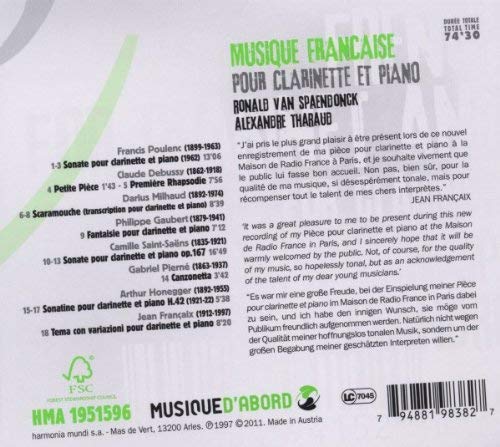 DURÉE TOTALE
TOTAL TIME
74'30
MUSIQUE FRANCAISE
POUR CLARINETTE ET PIANO
RONALD VAN SPAENDONCK
ALEXANDRE THARAUD
Francis Poulenc (1899-1963)
1-3 Sonate pour clarinette et piano (1962) 13'06
Claude Debussy (1862-1918)
4 Petite Pièce 1'43 - 5 Première Rhapsodie 7'56
Darius Milhaud (1892-1974)
6-8 Scaramouche (transcription pour clarinette et piano) 8'39
Philippe Gaubert (1879-1941)
9 Fantaisie pour clarinette et piano 5'57
Camille Saint-Saëns (1835-1921)
10-13 Sonate pour clarinette et piano op.167 16'49
Gabriel Pierné (1863-1937)
14 Canzonetta 3'42
Arthur Honegger (1892-1955)
15-17 Sonatine pour clarinette et piano H.42 (1921-22) 5'38
Jean Françaix (1912-1997)
18 Tema con variazioni pour clarinette et piano 8'20
"J'ai pris le plus grand plaisir à être présent lors de ce nouvel
enregistrement de ma pièce pour clarinette et piano à la
Maison de Radio France à Paris, et je souhaite vivement que
le public lui fasse bon accueil. Non pas, bien sûr, pour la
qualité de ma musique, si désespérément tonale, mais pour
récompenser tout le talent de mes chers interprètes."
JEAN FRANÇAIX
'It was a great pleasure to me to be present during this new
recording of my Pièce pour clarinette et piano at the Maison
de Radio France in Paris, and I sincerely hope that it will be
warmly welcomed by the public. Not, of course, for the quality
of my music, so hopelessly tonal, but as an acknowledgement
of the talent of my dear young musicians.'
"Es war mir eine große Freude, bei der Einspielung meiner Pièce
pour clarinette et piano im Maison de Radio France in Paris dabei
zu sein, und ich habe den innigen Wunsch, sie möge vom
Publikum freundlich aufgenommen werden. Natürlich nicht wegen
der Qualität meiner hoffnungslos tonalen Musik, sondern um der
großen Begabung meiner geschätzten Interpreten willen."
FSC
FOREST STEWARDSHIP COUNCIL
HMA 1951596
MUSIQUE D'ABORD
LC 7045
harmonia mundi s.a. - Mas de Vert, 13200 Arles. ℗1997 ©2011. Made in Austria
7 94881 98382 7